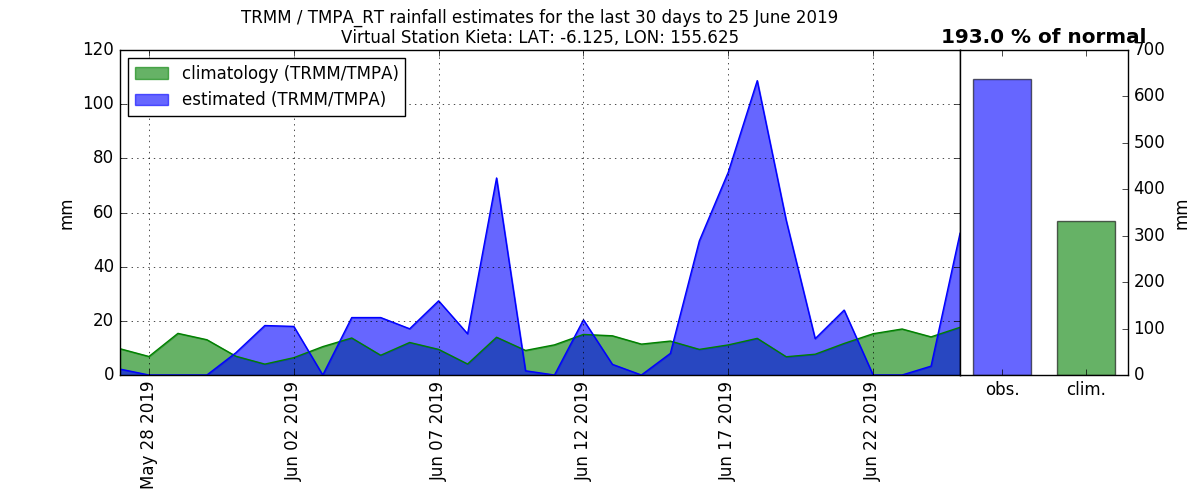 TRMM / TMPA_RT rainfall estimates for the last 30 days to 25 June 2019
Virtual Station Kieta: LAT: -6.125, LON: 155.625
193.0 % of normal
climatology (TRMM/TMPA)
estimated (TRMM/TMPA)
mm
120
100
80
60
40
20
0
May 28 2019
Jun 02 2019
Jun 07 2019
Jun 12 2019
Jun 17 2019
Jun 22 2019
obs.
clim.
700
600
500
400
300
200
100
0
mm